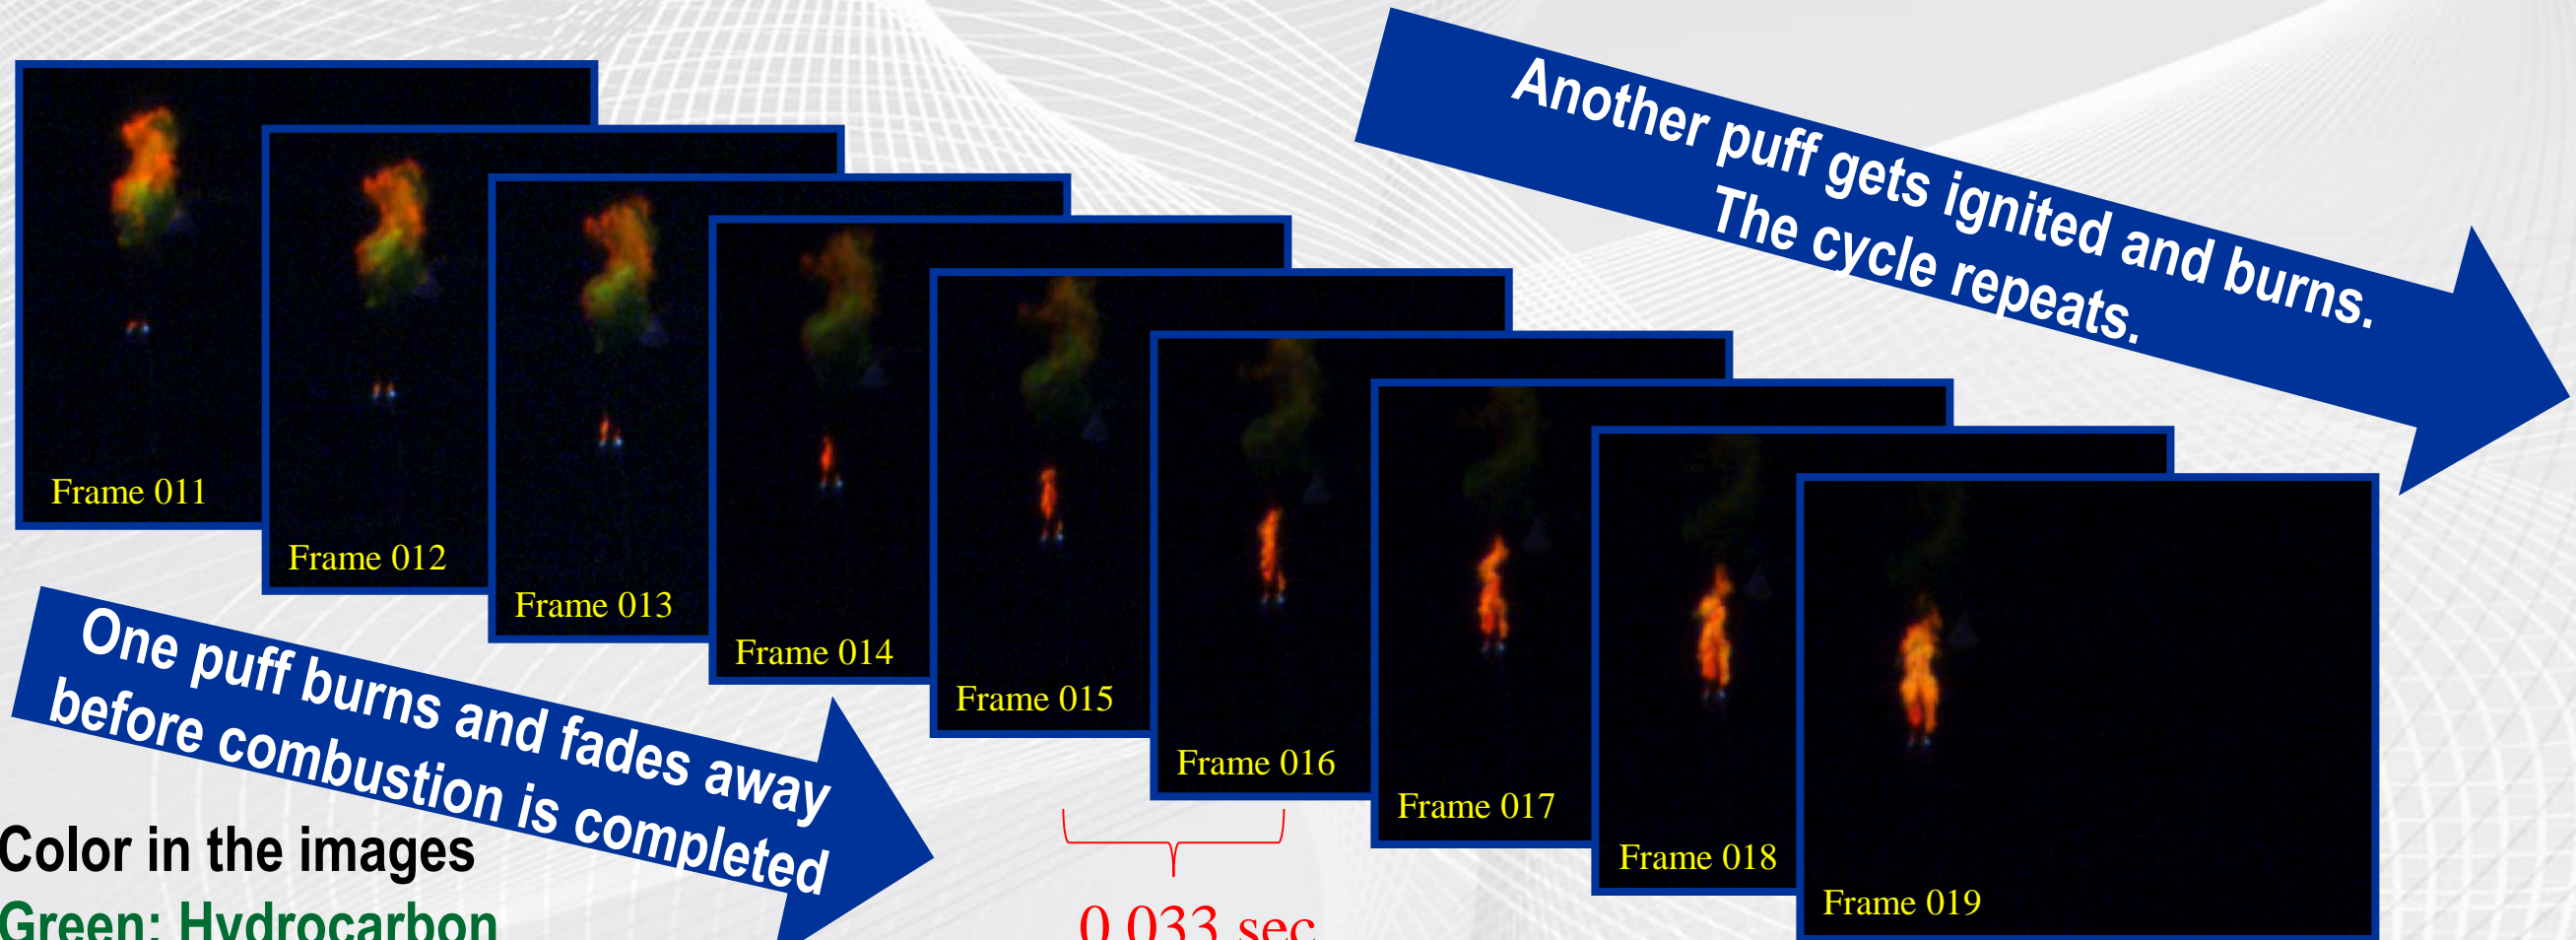 Another puff gets ignited and burns.
The cycle repeats.
Frame 011
Frame 012
Frame 013
Frame 014
Frame 015
Frame 016
Frame 017
Frame 018
Frame 019
One puff burns and fades away
before combustion is completed
Color in the images
Green: Hydrocarbon
0.033 sec